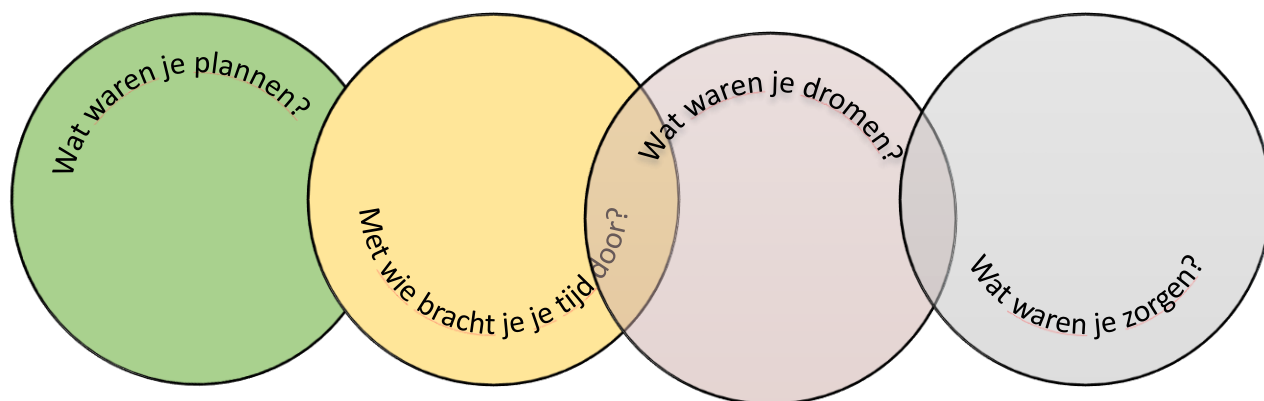 Wat waren je plannen?
Met wie bracht je je tijd door?
Wat waren je dromen?
Wat waren je zorgen?